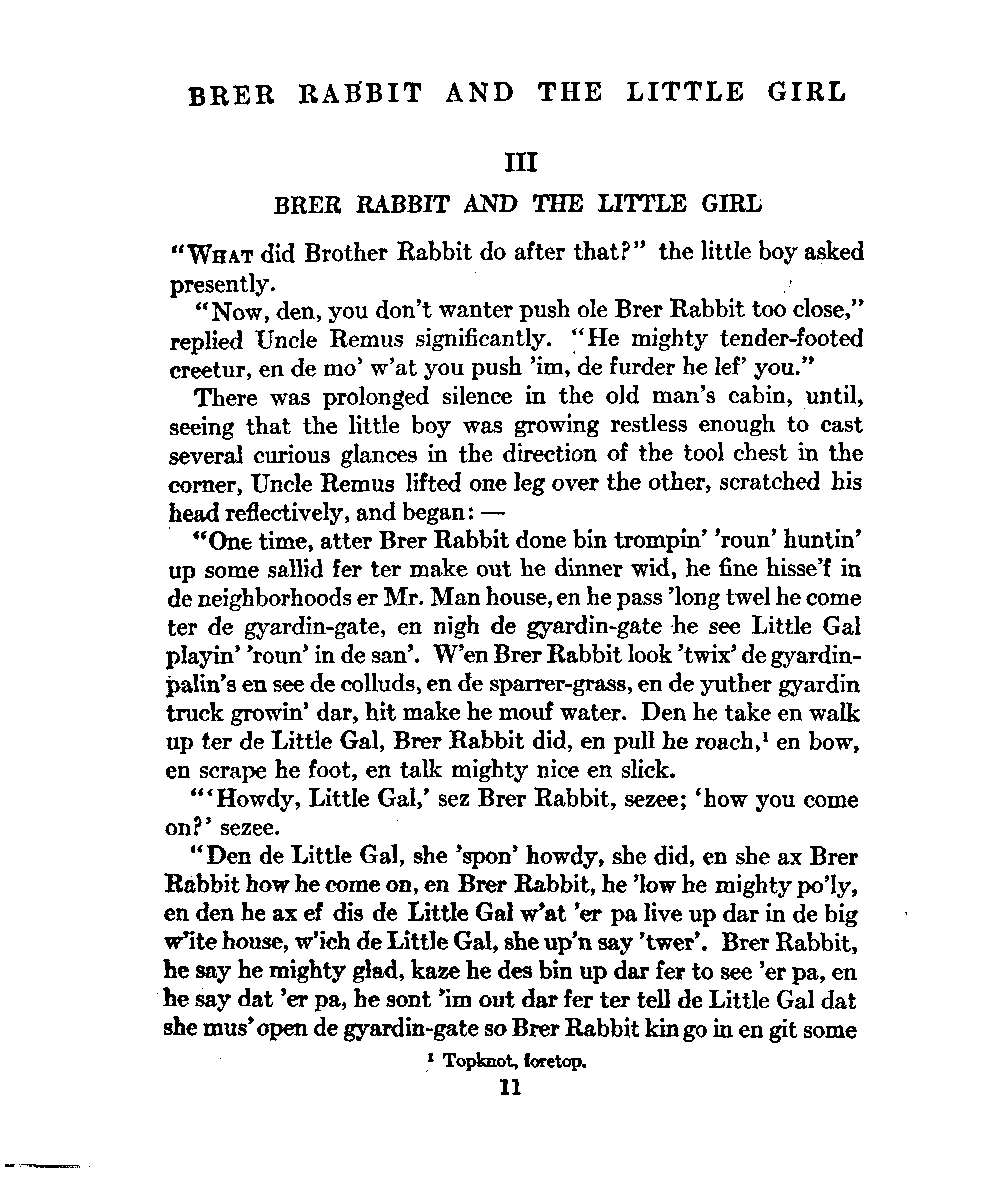 BRER RABBIT AND THE LITTLE GIRL
III
BRER RABBIT AND THE LITTLE GIRL
"WHAT did Brother Rabbit do after that?" the little boy asked
presently.
"Now, den, you don't wanter push ole Brer Rabbit too close,"
replied Uncle Remus significantly. "He mighty tender-footed
creetur, en de mo' w'at you push 'im, de furder he lef' you."
There was prolonged silence in the old man's cabin, until,
seeing that the little boy was growing restless enough to cast
several curious glances in the direction of the tool chest in the
corner, Uncle Remus lifted one leg over the other, scratched his
head reflectively, and began: —
"One time, atter Brer Rabbit done bin trompin' 'roun' huntin'
up some sallid fer ter make out he dinner wid, he fine hisse'f in
de neighborhoods er Mr. Man house, en he pass 'long twel he come
ter de gyardin-gate, en nigh de gyardin-gate he see Little Gal
playin' 'roun' in de san'. W'en Brer Rabbit look 'twix' de gyardin-
palin's en see de colluds, en de sparrer-grass, en de yuther gyardin
truck growin' dar, hit make he mouf water. Den he take en walk
up ter de Little Gal, Brer Rabbit did, en pull he roach,¹ en bow,
en scrape he foot, en talk mighty nice en slick.
"'Howdy, Little Gal,' sez Brer Rabbit, sezee; 'how you come
on?' sezee.
"Den de Little Gal, she 'spon' howdy, she did, en she ax Brer
Rabbit how he come on, en Brer Rabbit, he 'low he mighty po'ly,
en den he ax ef dis de Little Gal w'at 'er pa live up dar in de big
w'ite house, w'ich de Little Gal, she up'n say 'twer'. Brer Rabbit,
he say he mighty glad, kaze he des bin up dar fer to see 'er pa, en
he say dat 'er pa, he sont 'im out dar fer ter tell de Little Gal dat
she mus' open de gyardin-gate so Brer Rabbit kin go in en git some
¹ Topknot, foretop.
11